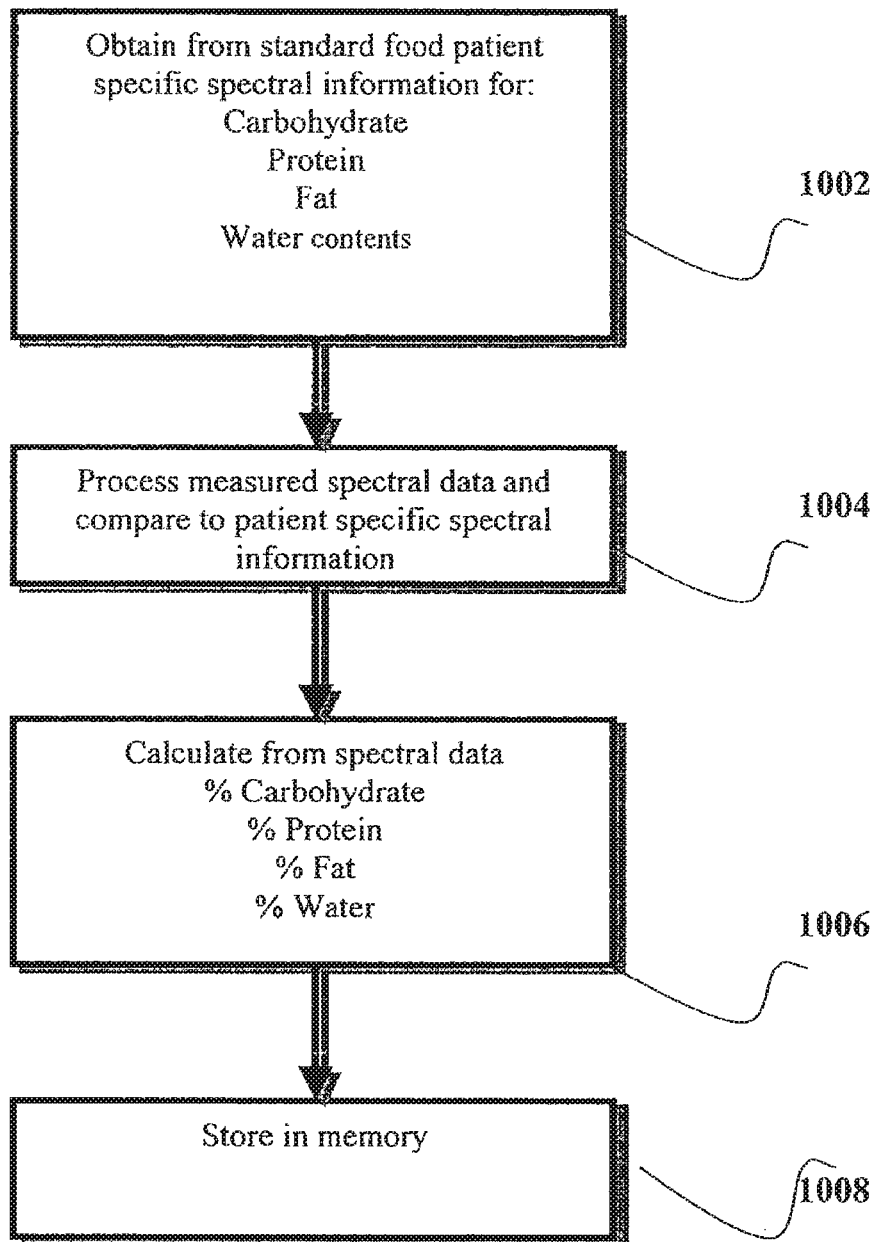 Obtain from standard food patient
specific spectral information for:
Carbohydrate
Protein
Fat
Water contents
1002
Process measured spectral data and
compare to patient specific spectral
information
1004
Calculate from spectral data
% Carbohydrate
% Protein
% Fat
% Water
1006
Store in memory
1008